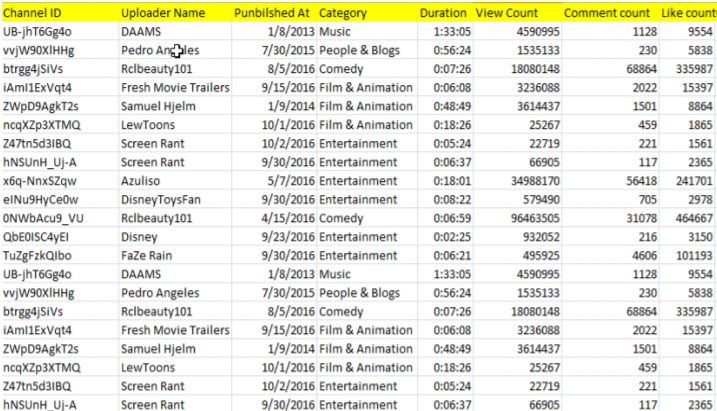 Channel ID Uploader Name Punbilshed At Category Duration View Count Comment count Like count
UB-jhT6Gg4o DAAMS 1/8/2013 Music 1:33:05 4590995 1128 9554
vvjW90XlHHg Pedro Angeles 7/30/2015 People & Blogs 0:56:24 1535133 230 5838
btrgg4jSiVs Rclbeauty101 8/5/2016 Comedy 0:07:26 18080148 68864 335987
iAmI1ExVqt4 Fresh Movie Trailers 9/15/2016 Film & Animation 0:06:08 3236088 2022 15397
ZWpD9AgkT2s Samuel Hjelm 1/9/2014 Film & Animation 0:48:49 3614437 1501 8864
ncqXZp3XTMQ LewToons 10/1/2016 Film & Animation 0:18:26 25267 459 1865
Z47tn5d3IBQ Screen Rant 10/2/2016 Entertainment 0:05:24 22719 221 1561
hNSUnH_Uj-A Screen Rant 9/30/2016 Entertainment 0:06:37 66905 117 2365
x6q-NnxSZqw Azuliso 5/7/2016 Entertainment 0:18:01 34988170 56418 241701
eINu9HyCe0w DisneyToysFan 9/30/2016 Entertainment 0:08:22 579490 705 2978
0NWbAcu9_VU Rclbeauty101 4/15/2016 Comedy 0:06:59 96463505 31078 464667
QbE0ISC4yEI Disney 9/23/2016 Entertainment 0:02:25 932052 216 3150
TuZgFzkQIbo FaZe Rain 9/30/2016 Entertainment 0:06:21 495925 4606 101193
UB-jhT6Gg4o DAAMS 1/8/2013 Music 1:33:05 4590995 1128 9554
vvjW90XlHHg Pedro Angeles 7/30/2015 People & Blogs 0:56:24 1535133 230 5838
btrgg4jSiVs Rclbeauty101 8/5/2016 Comedy 0:07:26 18080148 68864 335987
iAmI1ExVqt4 Fresh Movie Trailers 9/15/2016 Film & Animation 0:06:08 3236088 2022 15397
ZWpD9AgkT2s Samuel Hjelm 1/9/2014 Film & Animation 0:48:49 3614437 1501 8864
ncqXZp3XTMQ LewToons 10/1/2016 Film & Animation 0:18:26 25267 459 1865
Z47tn5d3IBQ Screen Rant 10/2/2016 Entertainment 0:05:24 22719 221 1561
hNSUnH_Uj-A Screen Rant 9/30/2016 Entertainment 0:06:37 66905 117 2365